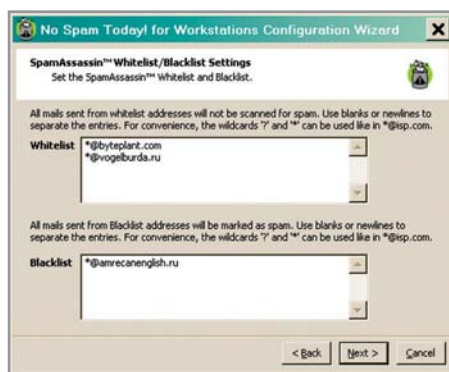 No Spam Today! for Workstations Configuration Wizard
SpamAssassin™ Whitelist/Blacklist Settings
Set the SpamAssassin™ Whitelist and Blacklist.
All mails sent from whitelist addresses will not be scanned for spam. Use blanks or newlines to
separate the entries. For convenience, the wildcards '?' and '*' can be used like in *@isp.com.
Whitelist
*@byteplant.com
*@vogelburda.ru
All mails sent from Blacklist addresses will be marked as spam. Use blanks or newlines to
separate the entries. For convenience, the wildcards '?' and '*' can be used like in *@isp.com.
Blacklist
*@amrecanenglish.ru
< Back
Next >
Cancel